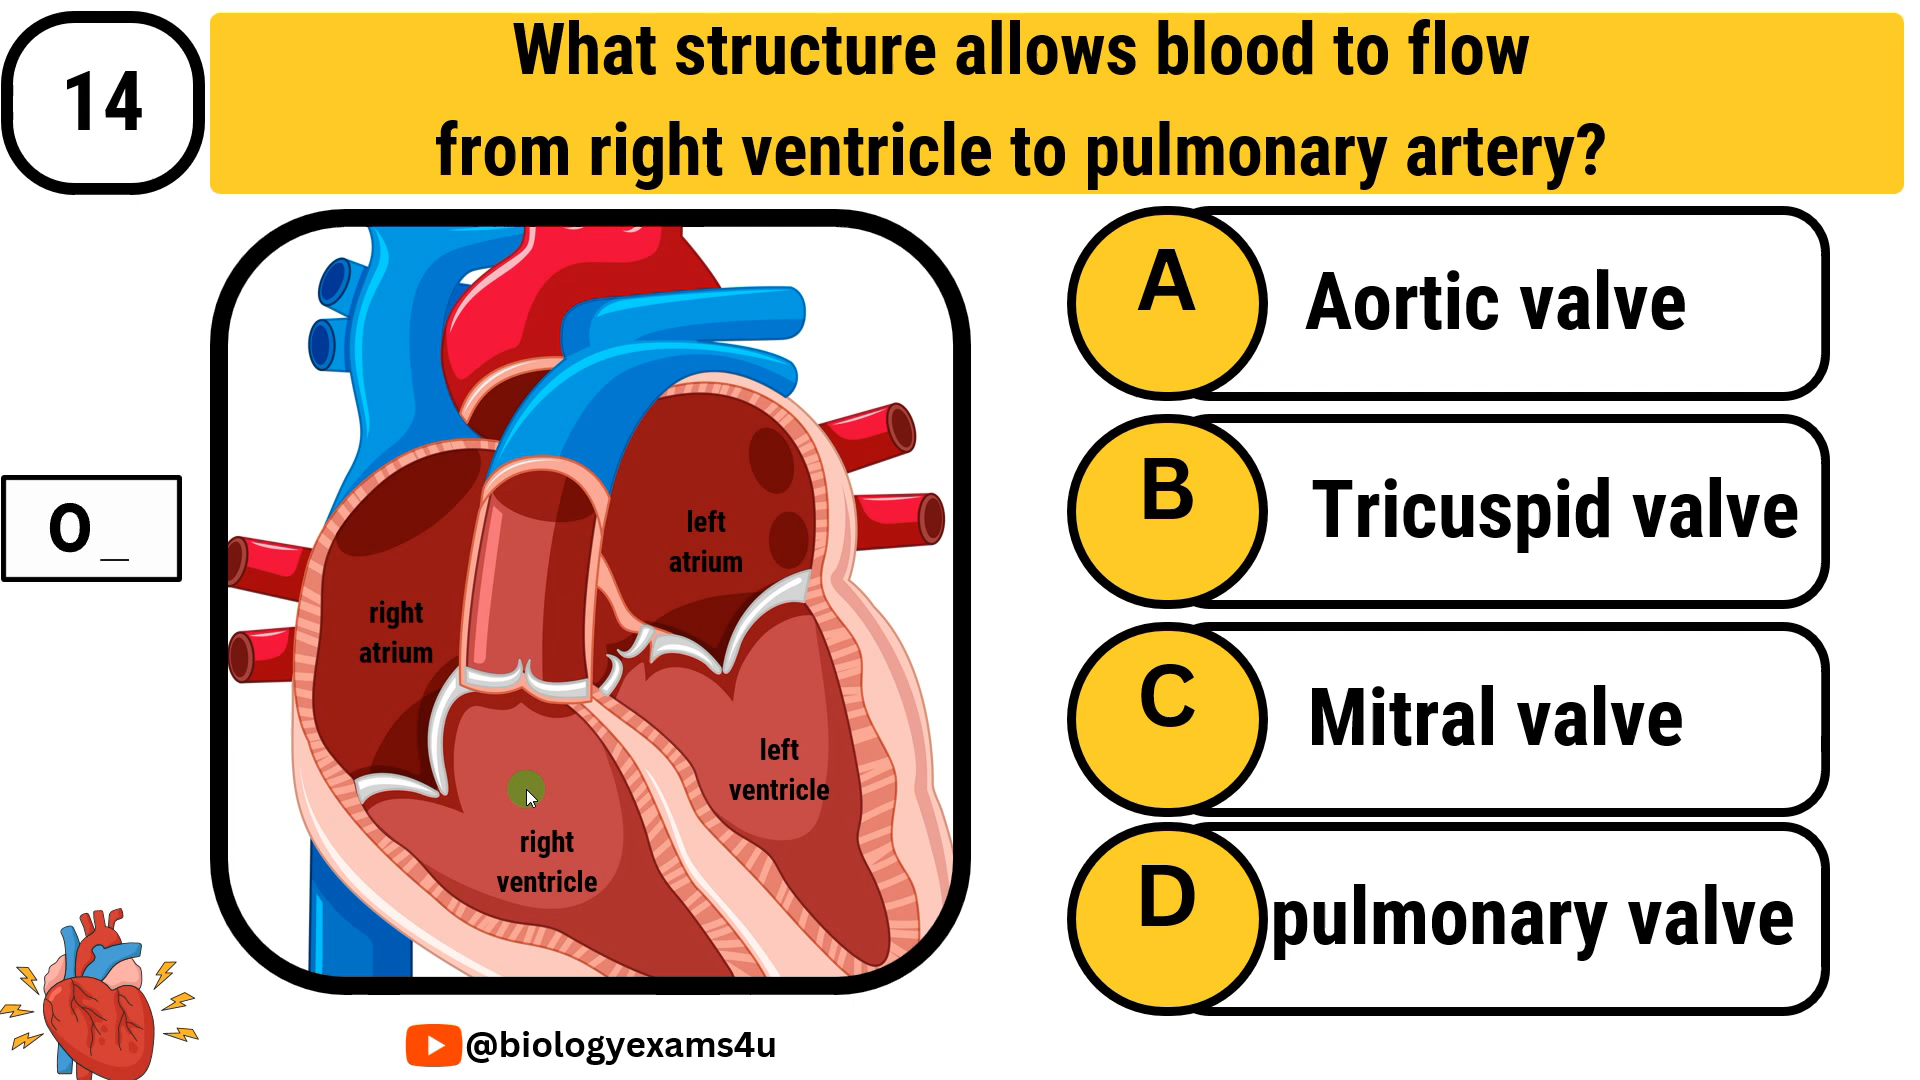 14
What structure allows blood to flow
from right ventricle to pulmonary artery?
A
Aortic valve
B
Tricuspid valve
C
Mitral valve
D
pulmonary valve
0_
left
atrium
right
atrium
left
ventricle
right
ventricle
@biologyexams4u